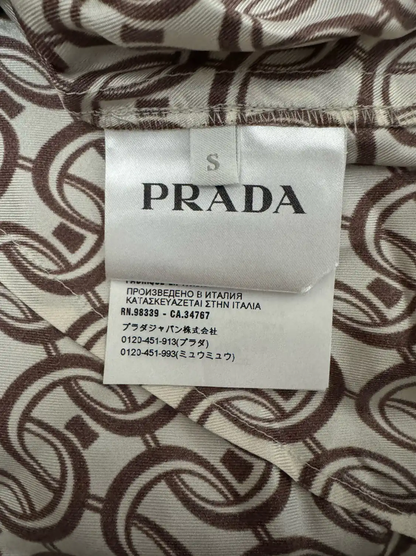 S
PRADA
ПРОИЗВЕДЕНО В ИТАЛИЯ
ΚΑΤΑΣΚΕΥΑΖΕΤΑΙ ΣΤΗΝ ΙΤΑΛΙΑ
RN.98339 - CA.34767
プラダジャパン株式会社
0120-451-913(プラダ)
0120-451-993(ミュウミュウ)